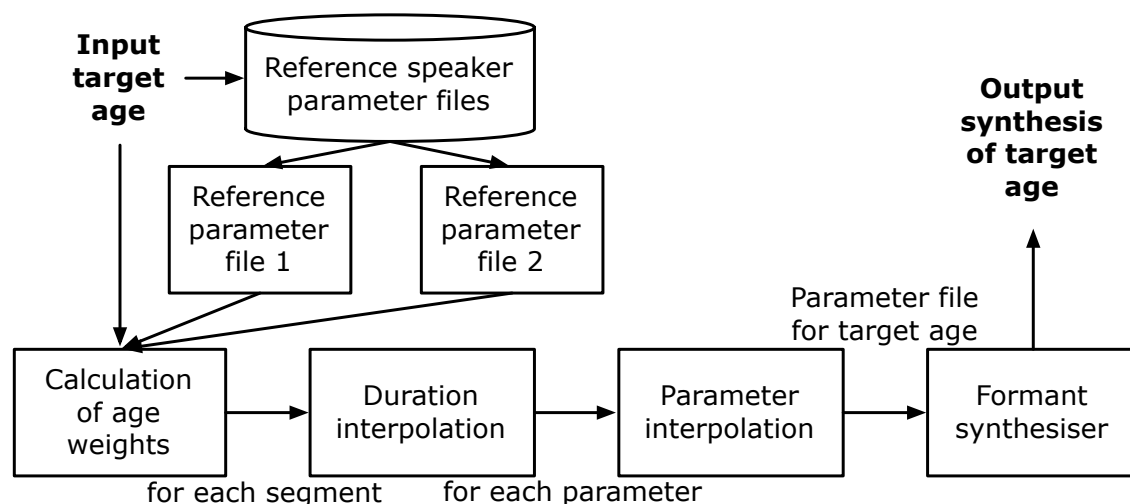 Input
target
age
Reference speaker
parameter files
Reference
parameter
file 1
Reference
parameter
file 2
Calculation
of age
weights
for each segment
Duration
interpolation
for each parameter
Parameter
interpolation
Parameter file
for target age
Formant
synthesiser
Output
synthesis
of target
age